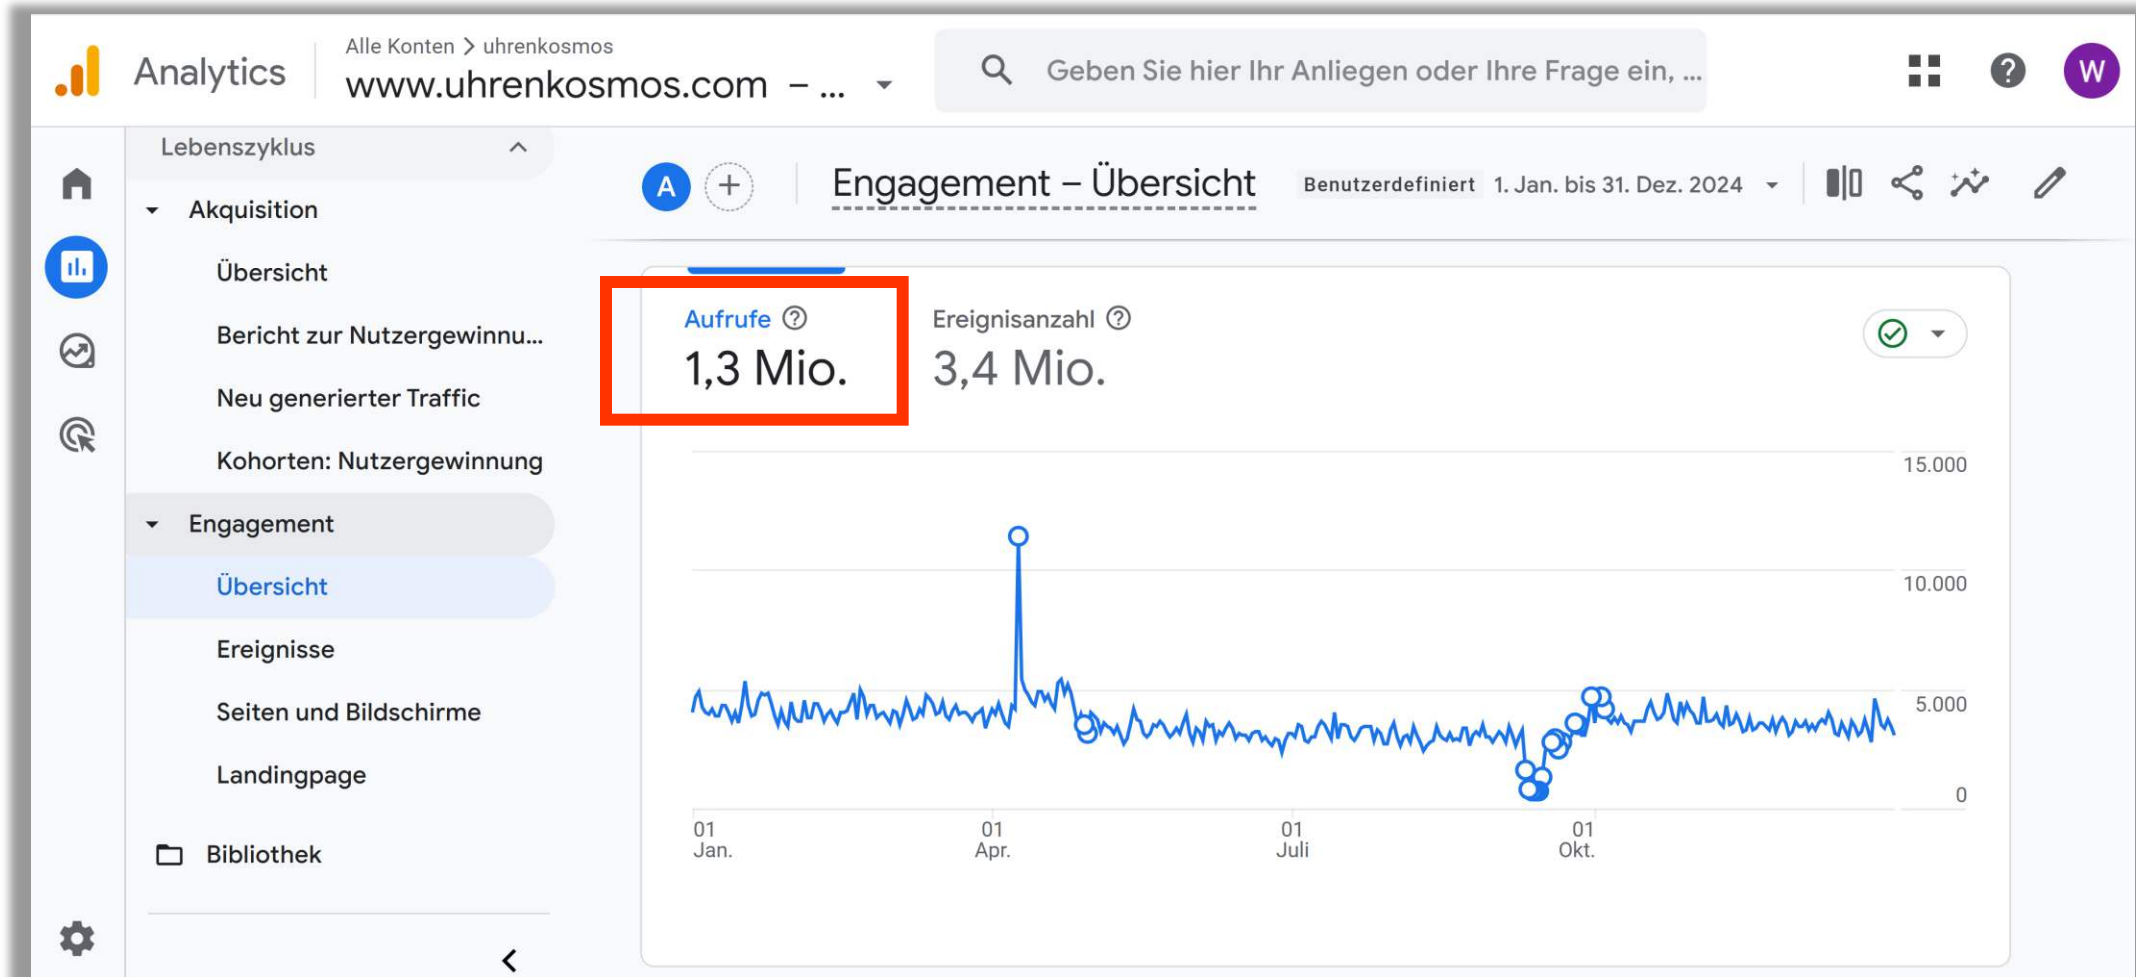 Analytics
Alle Konten > uhrenkosmos
www.uhrenkosmos.com – ...
Geben Sie hier Ihr Anliegen oder Ihre Frage ein, ...
W
Lebenszyklus
Akquisition
Übersicht
Bericht zur Nutzergewinnu...
Neu generierter Traffic
Kohorten: Nutzergewinnung
Engagement
Übersicht
Ereignisse
Seiten und Bildschirme
Landingpage
Bibliothek
A
Engagement – Übersicht
Benutzerdefiniert 1. Jan. bis 31. Dez. 2024
Aufrufe
1,3 Mio.
Ereignisanzahl
3,4 Mio.
15.000
10.000
5.000
0
01
Jan.
01
Apr.
01
Juli
01
Okt.